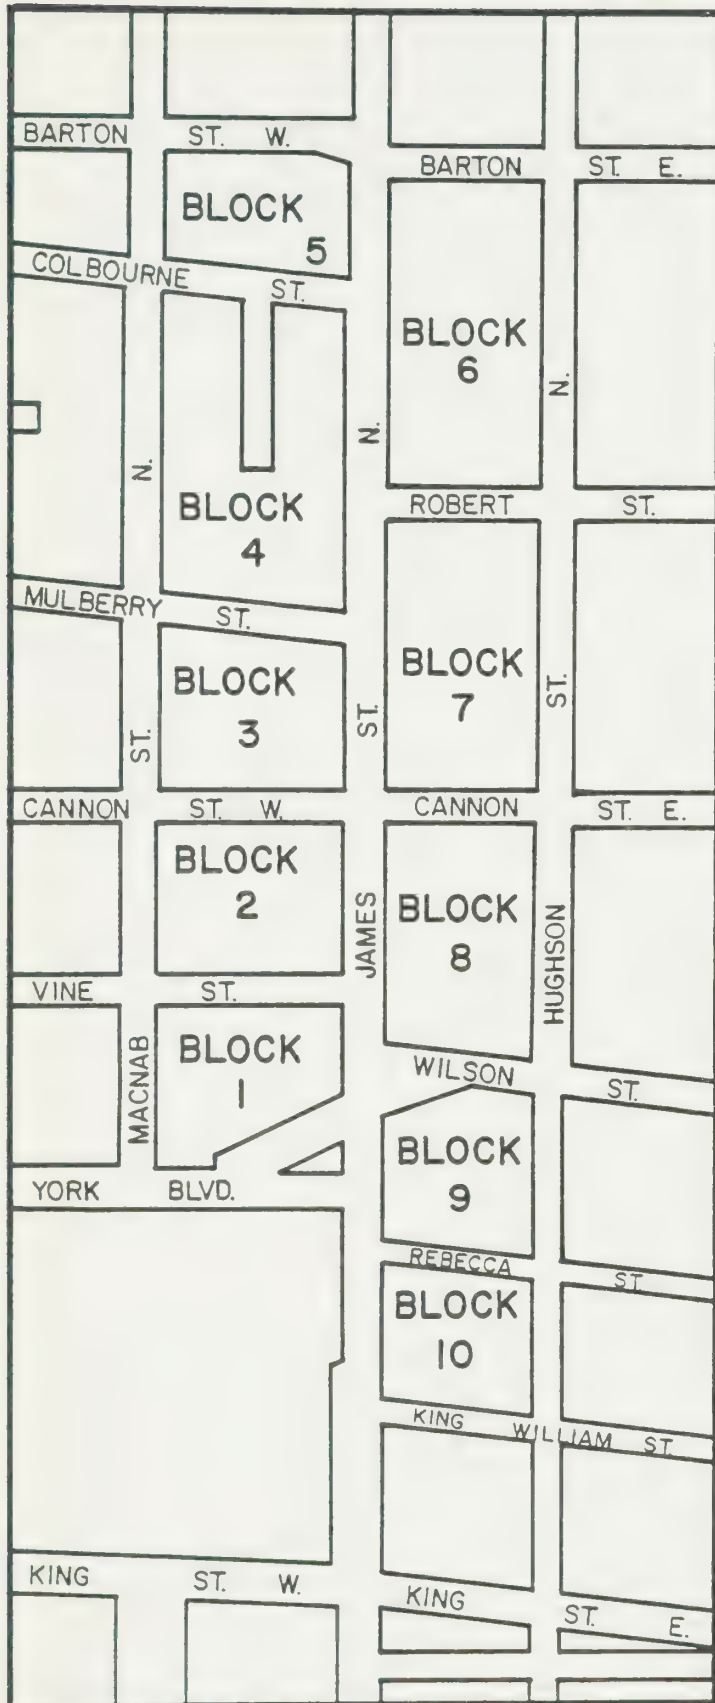 BARTON ST. W.
BARTON ST. E.
BLOCK
5
COLBOURNE ST.
BLOCK
6
BLOCK
4
ROBERT ST.
MULBERRY ST.
BLOCK
3
BLOCK
7
CANNON ST. W.
CANNON ST. E.
BLOCK
2
BLOCK
8
VINE ST.
BLOCK
1
WILSON ST.
MACNAB ST. N.
JAMES ST. N.
HUGHSON ST. N.
BLOCK
9
YORK BLVD.
REBECCA ST.
BLOCK
10
KING WILLIAM ST.
KING ST. W.
KING ST. E.